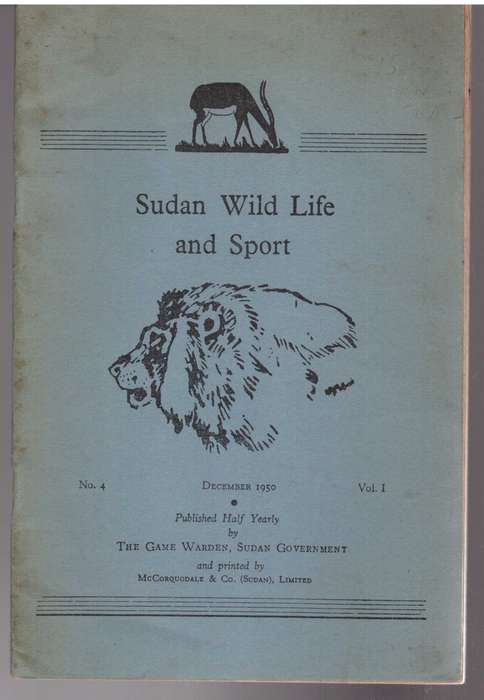 Sudan Wild Life
and Sport
No. 4 December 1950 Vol. I
Published Half Yearly
by
The Game Warden, Sudan Government
and printed by
McCorquodale & Co. (Sudan), Limited